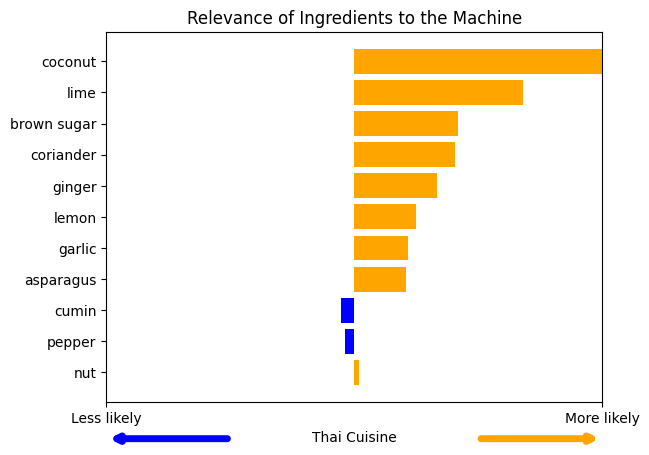 Relevance of Ingredients to the Machine
coconut
lime
brown sugar
coriander
ginger
lemon
garlic
asparagus
cumin
pepper
nut
Less likely
More likely
Thai Cuisine